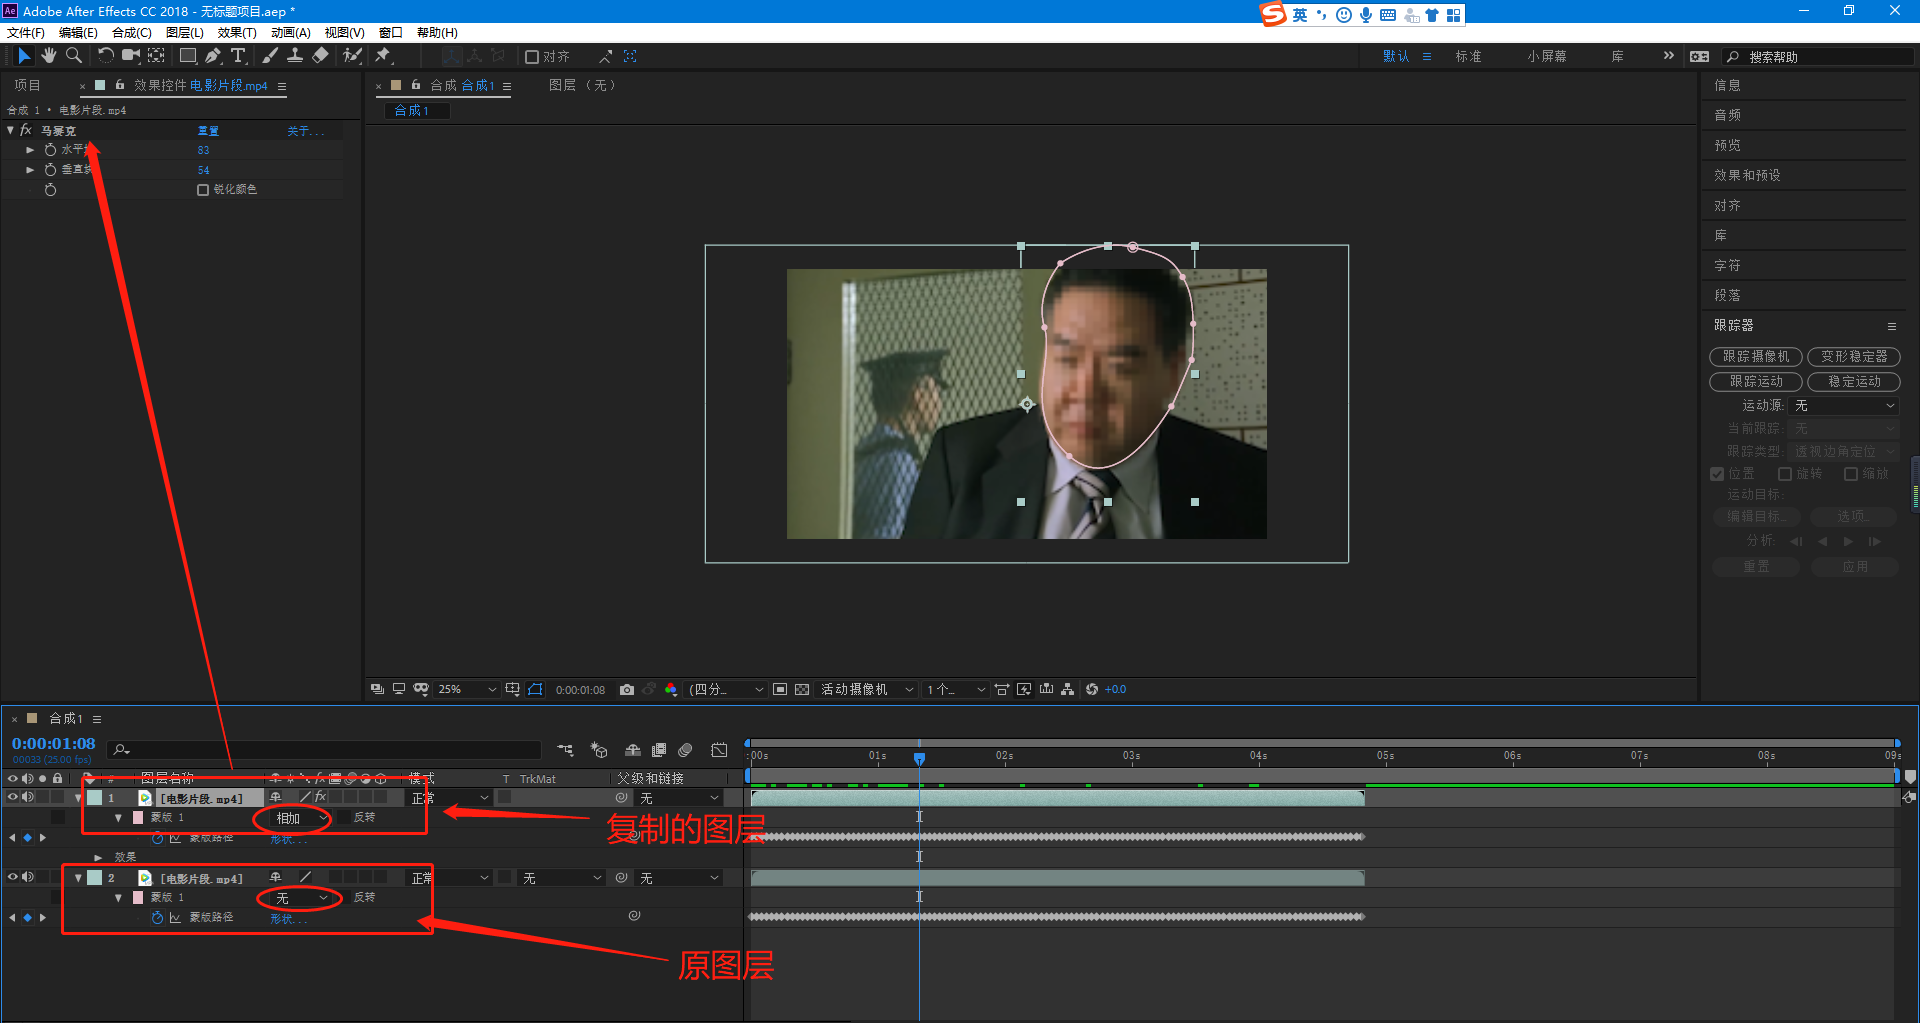 Ae Adobe After Effects CC 2018 - 无标题项目.aep *
英
文件(F) 编辑(E) 合成(C) 图层(L) 效果(T) 动画(A) 视图(V) 窗口 帮助(H)
对齐 默认 标准 小屏幕 库 搜索帮助
项目 效果控件 电影片段.mp4
合成 1 • 电影片段.mp4
fx 马赛克 重置 关于...
水平 83
垂直块 54
锐化颜色
合成 合成1 图层 （无）
合成1
信息
音频
预览
效果和预设
对齐
库
字符
段落
跟踪器
跟踪摄像机 变形稳定器
跟踪运动 稳定运动
运动源: 无
当前跟踪: 无
跟踪类型: 透视边角定位
位置 旋转 缩放
运动目标:
编辑目标... 选项...
分析:
重置 应用
25% 0:00:01:08 (四分... 活动摄像机 1个... +0.0
合成1
0:00:01:08
00033 (25.00 fps)
:00s 01s 02s 03s 04s 05s 06s 07s 08s 09s
# 图层名称 模式 T TrkMat 父级和链接
1 [电影片段.mp4] fx 正常 无
蒙版 1 相加 反转
蒙版路径 形状...
复制的图层
效果
2 [电影片段.mp4] 正常 无 无
蒙版 1 无 反转
蒙版路径 形状...
原图层